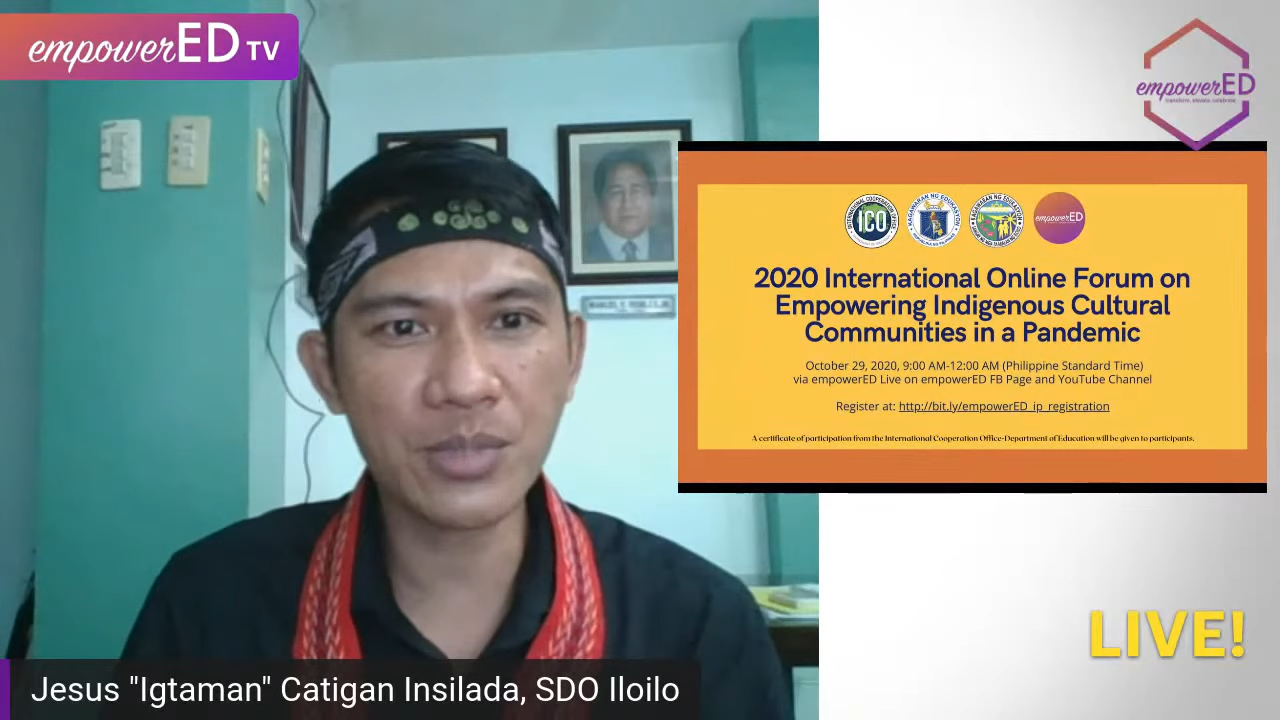 empowerED TV
empowerED
ICO
empowerED
2020 International Online Forum on
Empowering Indigenous Cultural
Communities in a Pandemic
October 29, 2020, 9:00 AM-12:00 AM (Philippine Standard Time)
via empowerED Live on empowerED FB Page and YouTube Channel
Register at: http://bit.ly/empowerED_ip_registration
A certificate of participation from the International Cooperation Office-Department of Education will be given to participants.
LIVE!
Jesus "Igtaman" Catigan Insilada, SDO Iloilo